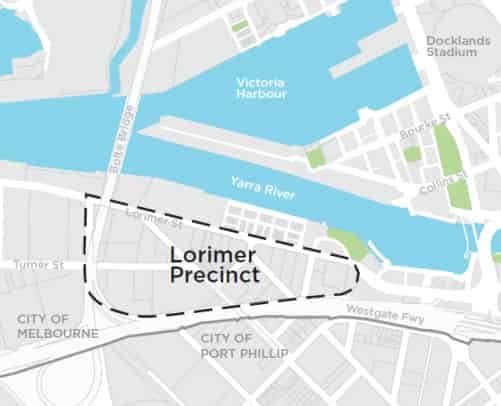 Docklands
Stadium
Victoria
Harbour
Bourke St
Bolte Bridge
Collins St
Yarra River
Lorimer St
Lorimer
Precinct
Turner St
Westgate Fwy
CITY OF
MELBOURNE
CITY OF
PORT PHILLIP